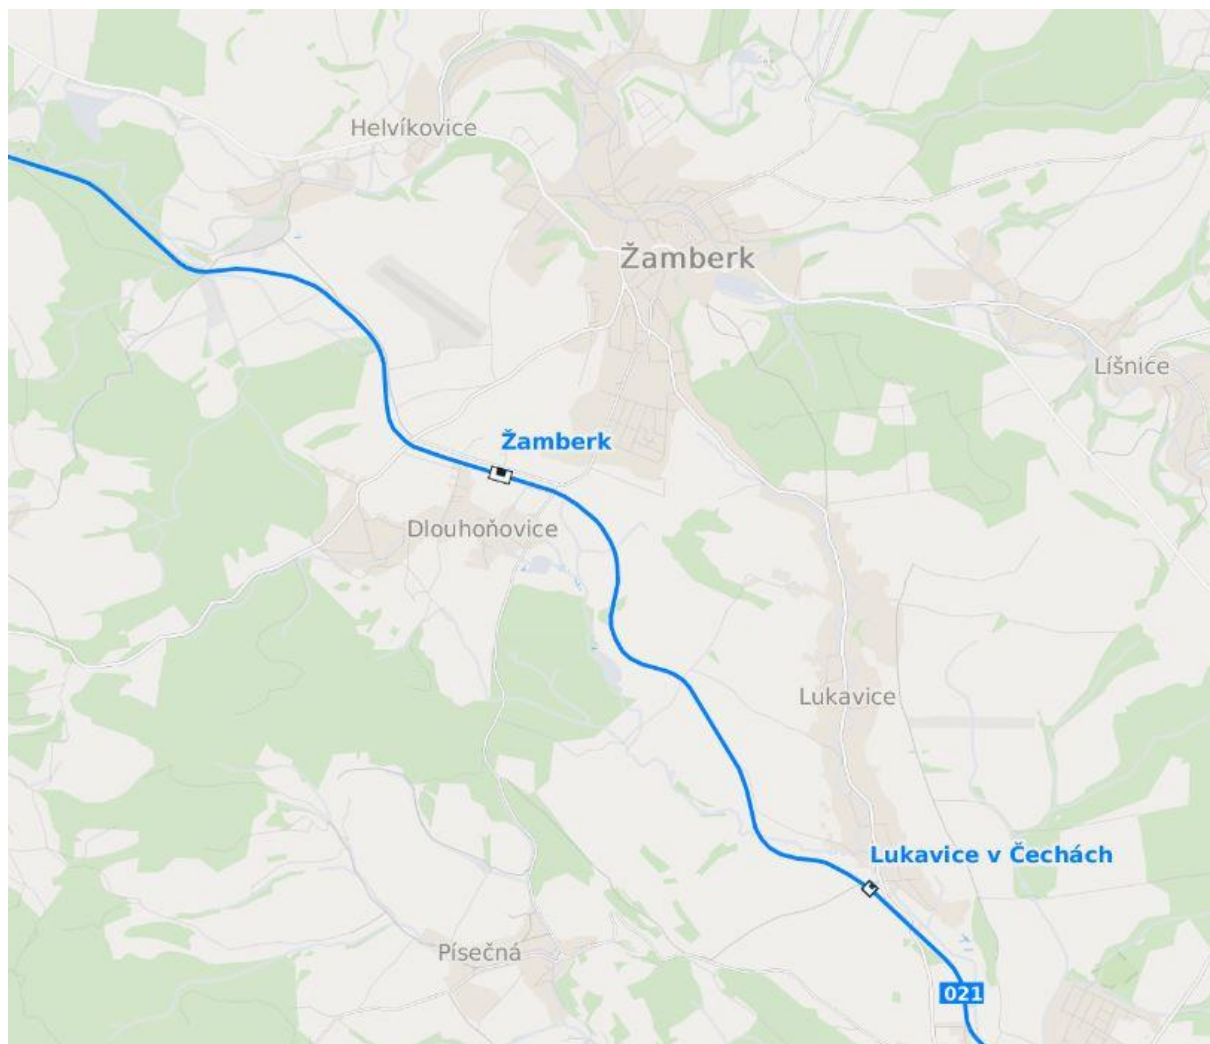 Helvíkovice
Žamberk
Líšnice
Žamberk
Dlouhoňovice
Lukavice
Lukavice v Čechách
Písečná
021